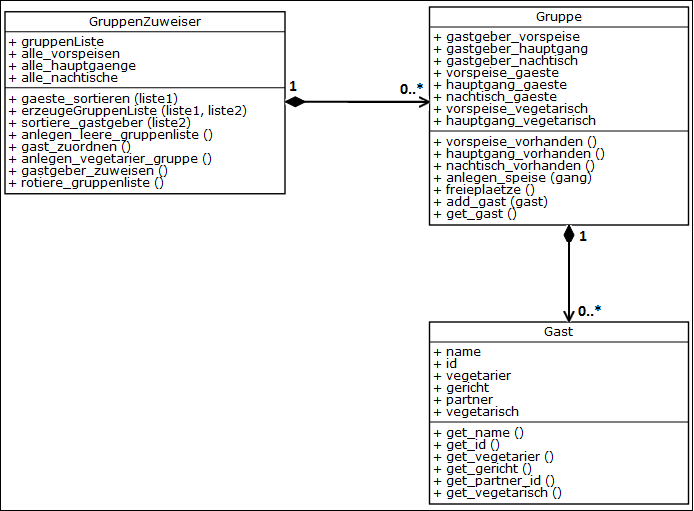 GruppenZuweiser
+ gruppenListe
+ alle_vorspeisen
+ alle_hauptgaenge
+ alle_nachtische
+ gaeste_sortieren (liste1)
+ erzeugeGruppenListe (liste1, liste2)
+ sortiere_gastgeber (liste2)
+ anlegen_leere_gruppenliste ()
+ gast_zuordnen ()
+ anlegen_vegetarier_gruppe ()
+ gastgeber_zuweisen ()
+ rotiere_gruppenliste ()
1
0..*
Gruppe
+ gastgeber_vorspeise
+ gastgeber_hauptgang
+ gastgeber_nachtisch
+ vorspeise_gaeste
+ hauptgang_gaeste
+ nachtisch_gaeste
+ vorspeise_vegetarisch
+ hauptgang_vegetarisch
+ vorspeise_vorhanden ()
+ hauptgang_vorhanden ()
+ nachtisch_vorhanden ()
+ anlegen_speise (gang)
+ freieplaetze ()
+ add_gast (gast)
+ get_gast ()
1
0..*
Gast
+ name
+ id
+ vegetarier
+ gericht
+ partner
+ vegetarisch
+ get_name ()
+ get_id ()
+ get_vegetarier ()
+ get_gericht ()
+ get_partner_id ()
+ get_vegetarisch ()